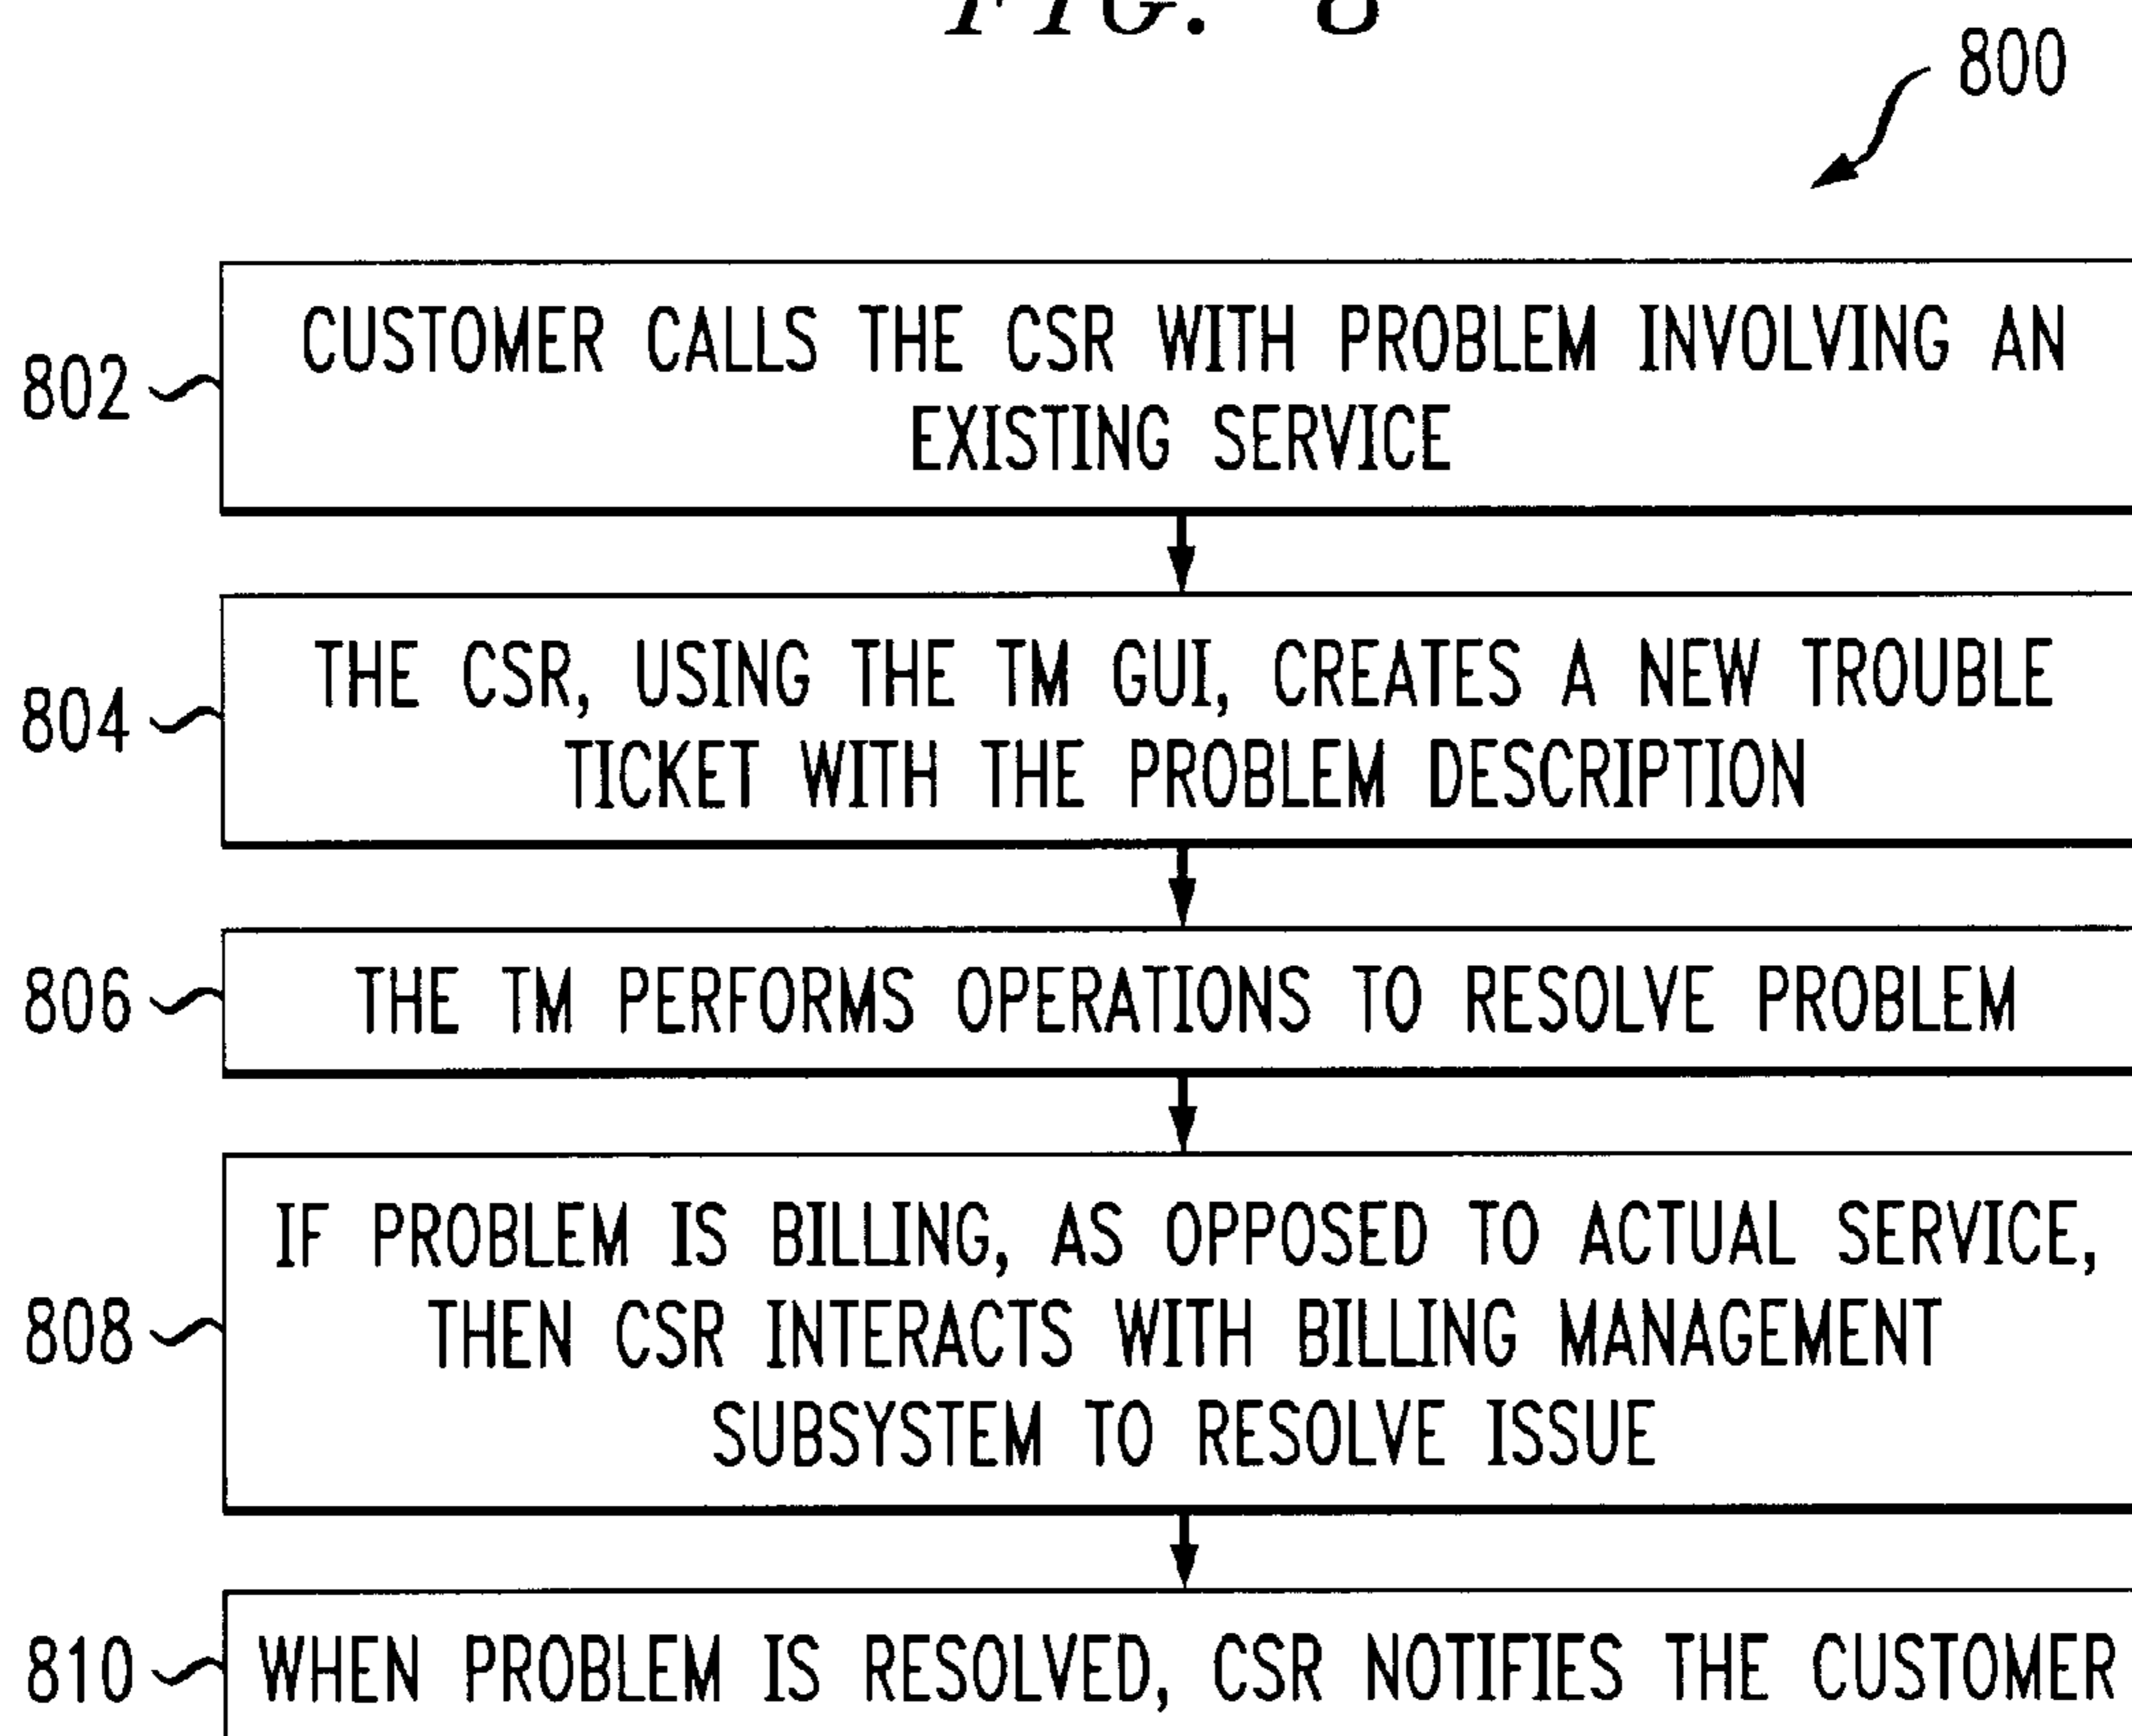 FIG. 8
800
802
CUSTOMER CALLS THE CSR WITH PROBLEM INVOLVING AN
EXISTING SERVICE
804
THE CSR, USING THE TM GUI, CREATES A NEW TROUBLE
TICKET WITH THE PROBLEM DESCRIPTION
806
THE TM PERFORMS OPERATIONS TO RESOLVE PROBLEM
808
IF PROBLEM IS BILLING, AS OPPOSED TO ACTUAL SERVICE,
THEN CSR INTERACTS WITH BILLING MANAGEMENT
SUBSYSTEM TO RESOLVE ISSUE
810
WHEN PROBLEM IS RESOLVED, CSR NOTIFIES THE CUSTOMER